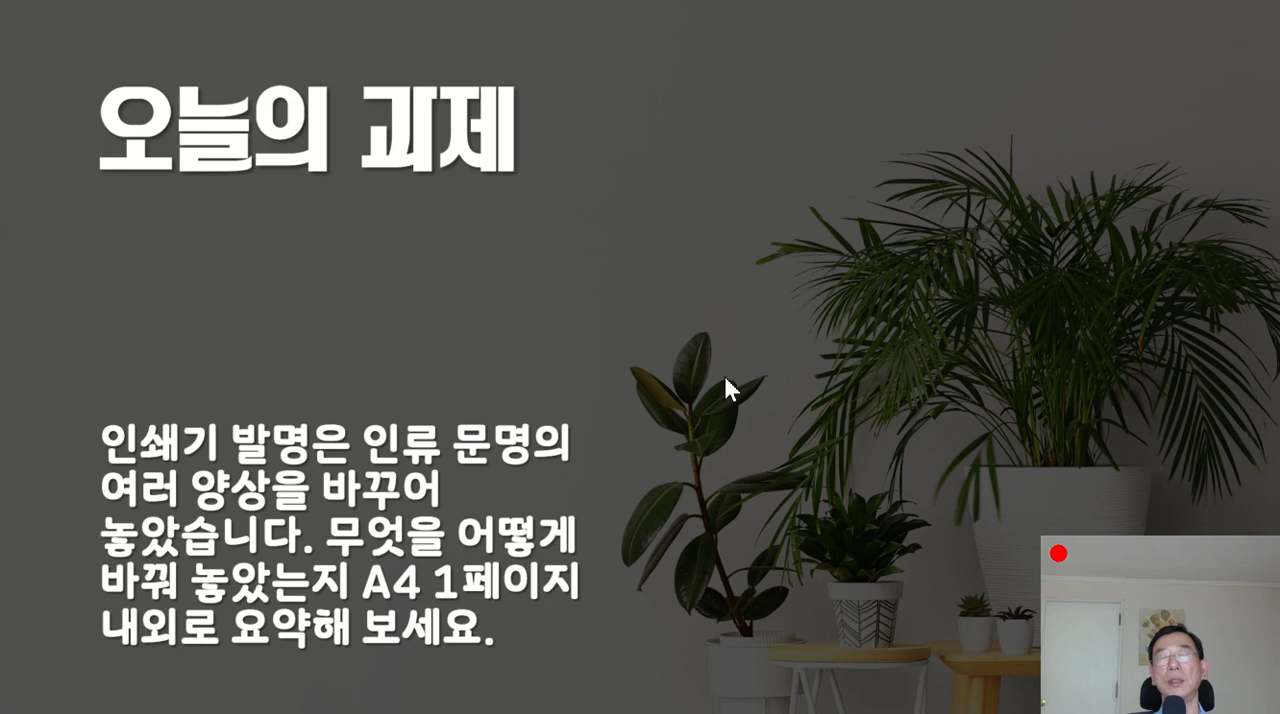 오늘의 과제
인쇄기 발명은 인류 문명의
여러 양상을 바꾸어
놓았습니다. 무엇을 어떻게
바꿔 놓았는지 A4 1페이지
내외로 요약해 보세요.